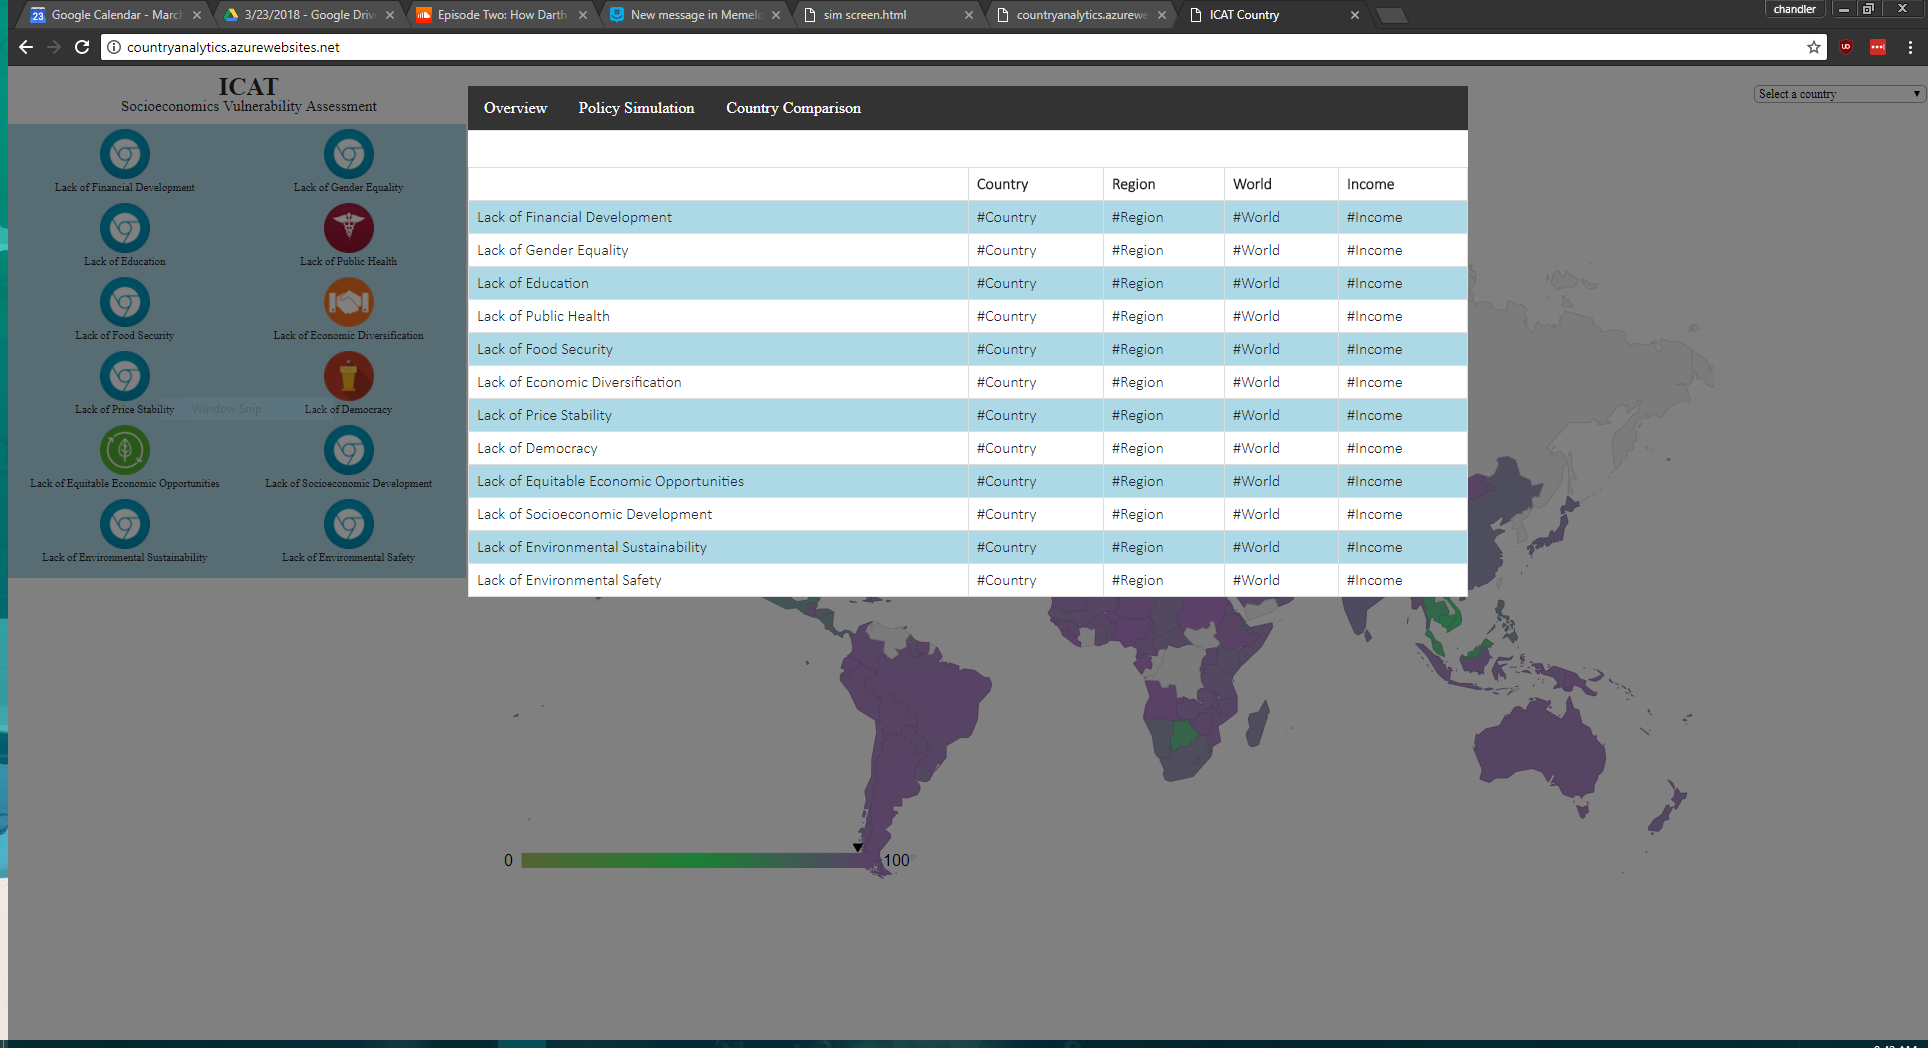 23 Google Calendar - March
3/23/2018 - Google Driv
Episode Two: How Darth
New message in Memel
sim screen.html
countryanalytics.azurewe
ICAT Country
chandler
countryanalytics.azurewebsites.net
ICAT
Socioeconomics Vulnerability Assessment
Overview Policy Simulation Country Comparison
Select a country
Lack of Financial Development Lack of Gender Equality
Lack of Education Lack of Public Health
Lack of Food Security Lack of Economic Diversification
Lack of Price Stability Lack of Democracy
Window Snip
Lack of Equitable Economic Opportunities Lack of Socioeconomic Development
Lack of Environmental Sustainability Lack of Environmental Safety
Country Region World Income
Lack of Financial Development #Country #Region #World #Income
Lack of Gender Equality #Country #Region #World #Income
Lack of Education #Country #Region #World #Income
Lack of Public Health #Country #Region #World #Income
Lack of Food Security #Country #Region #World #Income
Lack of Economic Diversification #Country #Region #World #Income
Lack of Price Stability #Country #Region #World #Income
Lack of Democracy #Country #Region #World #Income
Lack of Equitable Economic Opportunities #Country #Region #World #Income
Lack of Socioeconomic Development #Country #Region #World #Income
Lack of Environmental Sustainability #Country #Region #World #Income
Lack of Environmental Safety #Country #Region #World #Income
0 100